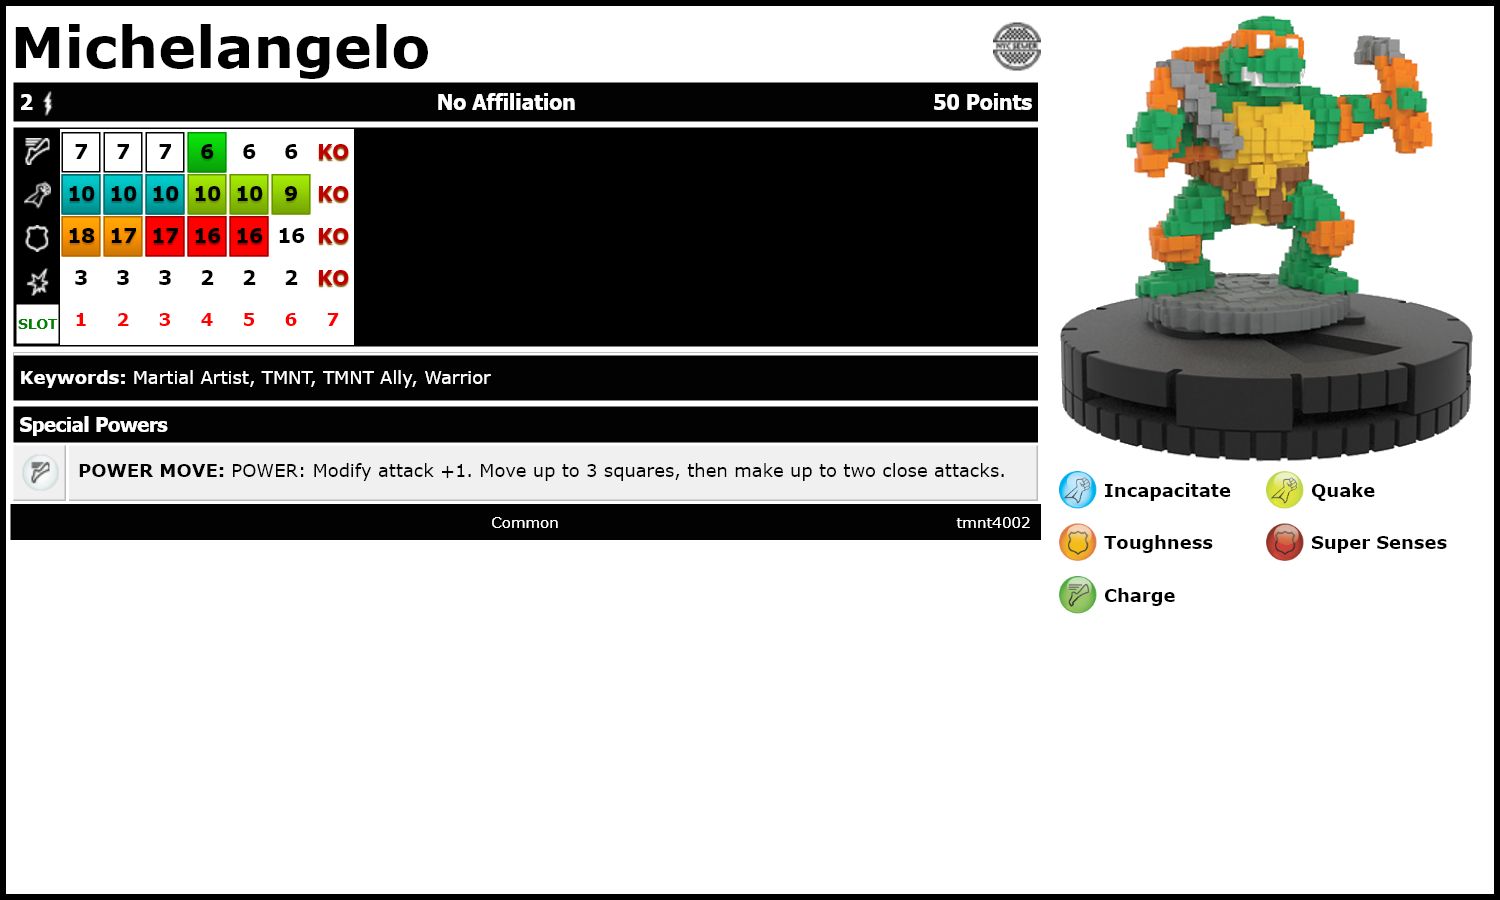 Michelangelo
NYC SEWER
2 No Affiliation 50 Points
7 7 7 6 6 6 KO
10 10 10 10 10 9 KO
18 17 17 16 16 16 KO
3 3 3 2 2 2 KO
SLOT 1 2 3 4 5 6 7
Keywords: Martial Artist, TMNT, TMNT Ally, Warrior
Special Powers
POWER MOVE: POWER: Modify attack +1. Move up to 3 squares, then make up to two close attacks.
Common tmnt4002
Incapacitate Quake
Toughness Super Senses
Charge